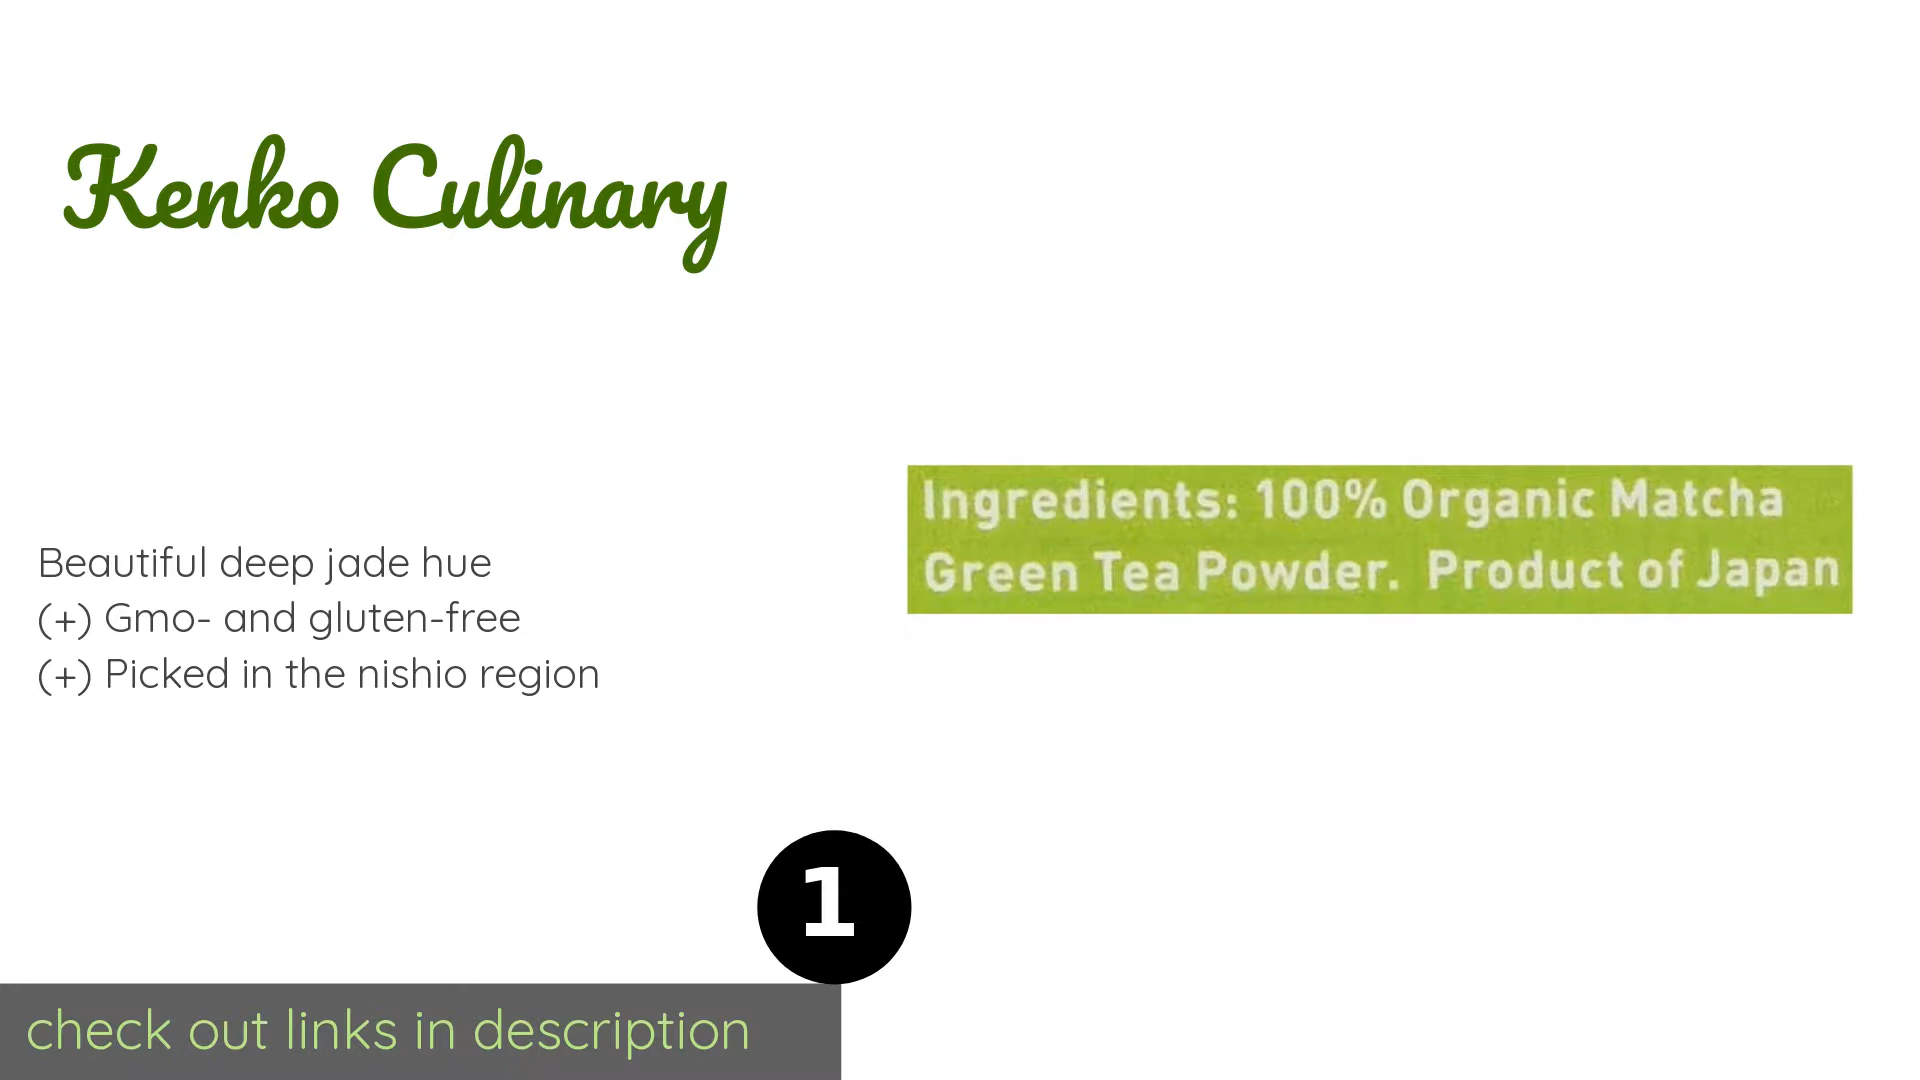 Kenko Culinary
Beautiful deep jade hue
(+) Gmo- and gluten-free
(+) Picked in the nishio region
Ingredients: 100% Organic Matcha
Green Tea Powder. Product of Japan
1
check out links in description